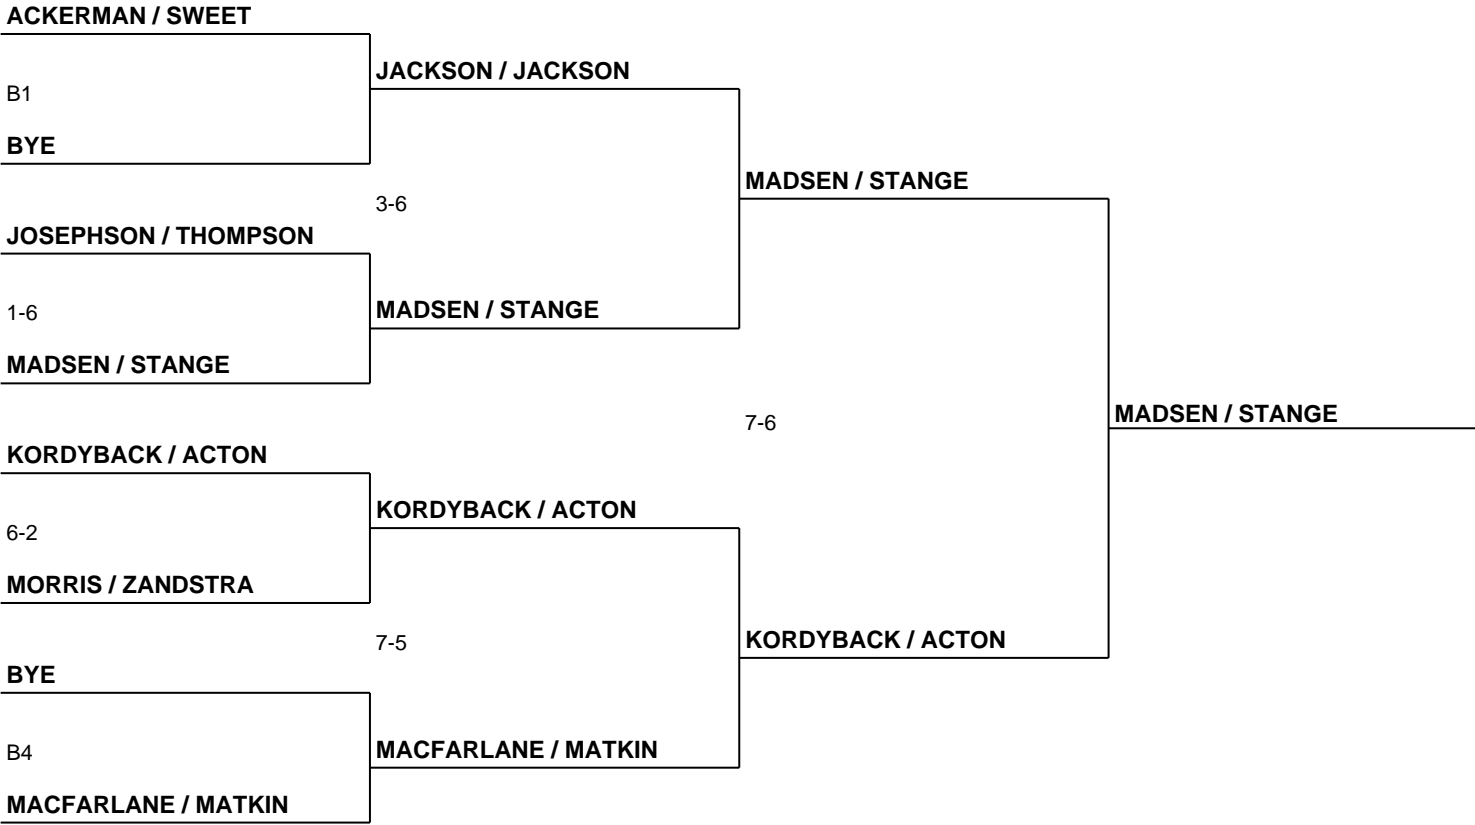 ACKERMAN / SWEET
B1
BYE
JOSEPHSON / THOMPSON
1-6
MADSEN / STANGE
KORDYBACK / ACTON
6-2
MORRIS / ZANDSTRA
BYE
B4
MACFARLANE / MATKIN
JACKSON / JACKSON
3-6
MADSEN / STANGE
KORDYBACK / ACTON
7-5
MACFARLANE / MATKIN
MADSEN / STANGE
7-6
KORDYBACK / ACTON
MADSEN / STANGE